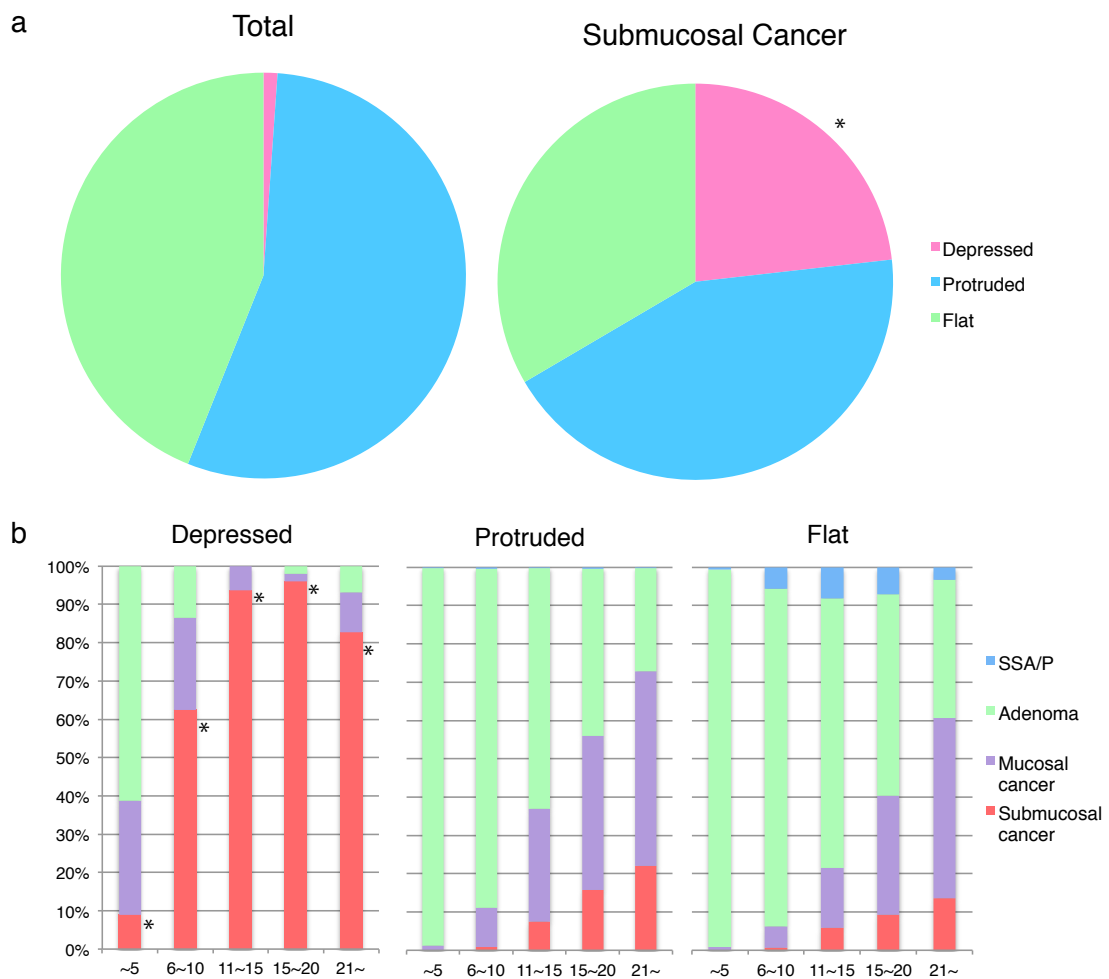 a
Total
Submucosal Cancer
*
Depressed
Protruded
Flat
b
Depressed
Protruded
Flat
100%
90%
80%
70%
60%
50%
40%
30%
20%
10%
0%
*
*
*
*
*
~5
6~10
11~15
15~20
21~
~5
6~10
11~15
15~20
21~
~5
6~10
11~15
15~20
21~
SSA/P
Adenoma
Mucosal
cancer
Submucosal
cancer